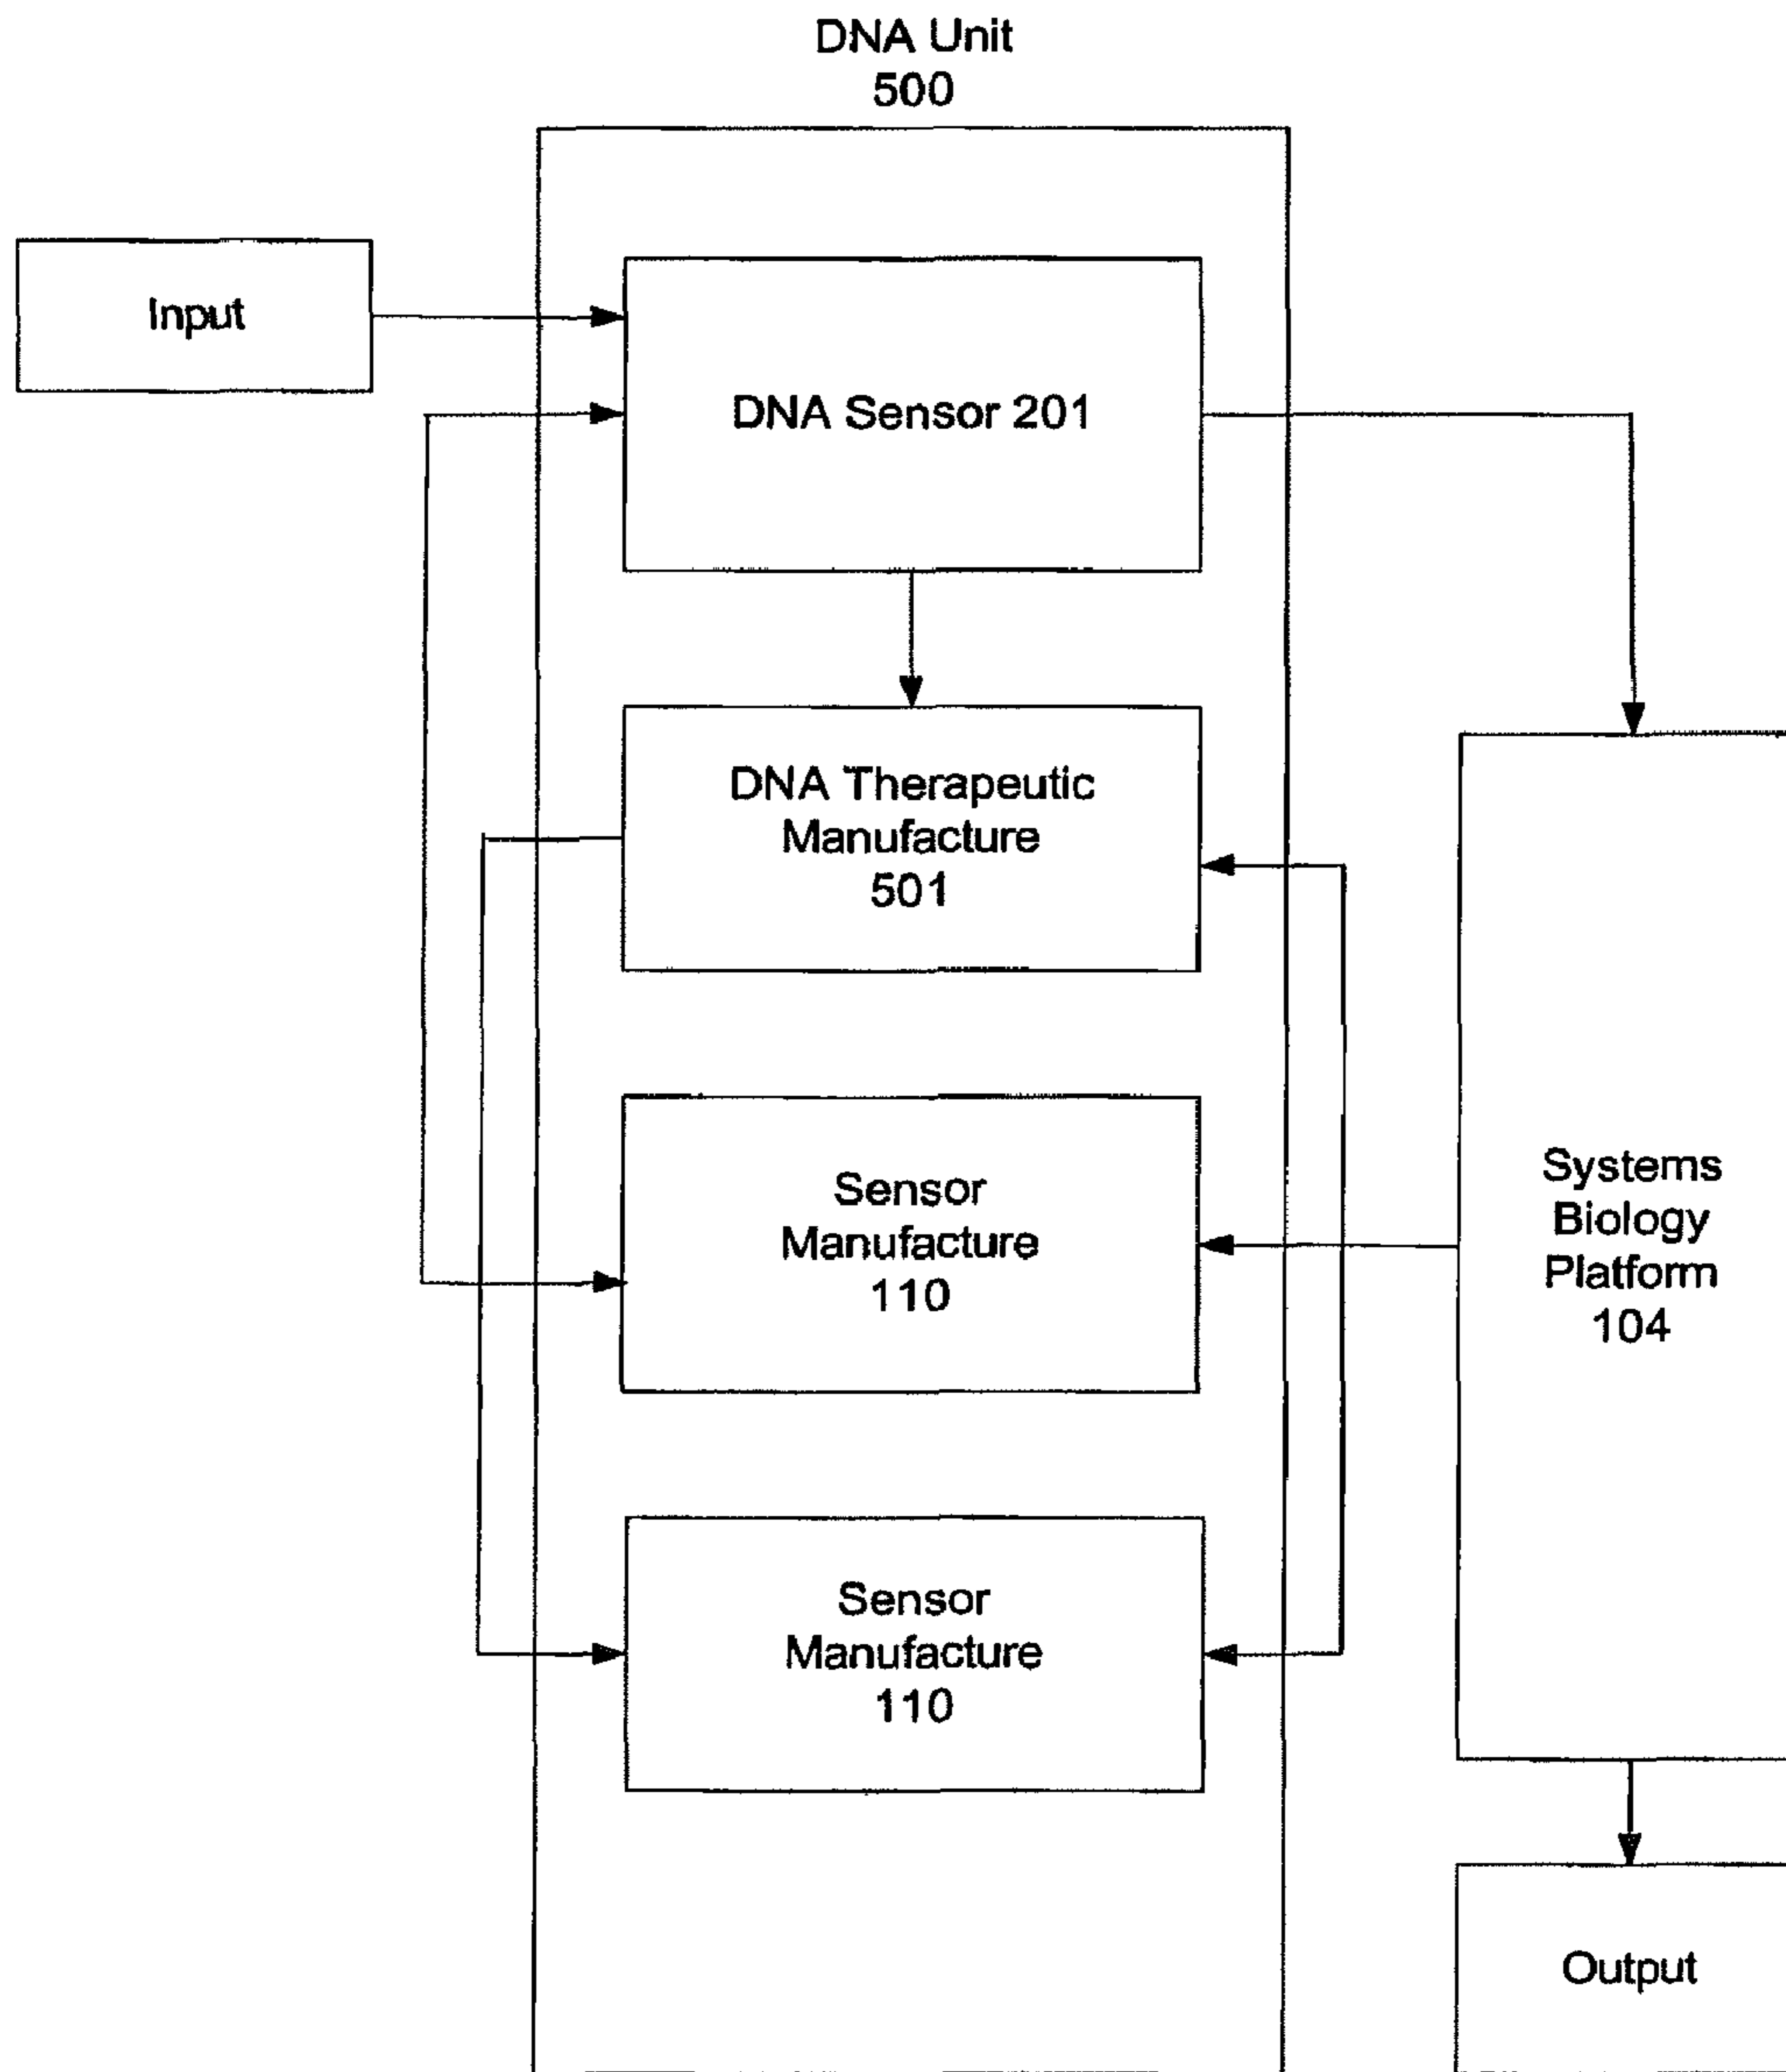 DNA Unit
500
Input
DNA Sensor 201
DNA Therapeutic
Manufacture
501
Sensor
Manufacture
110
Systems
Biology
Platform
104
Sensor
Manufacture
110
Output